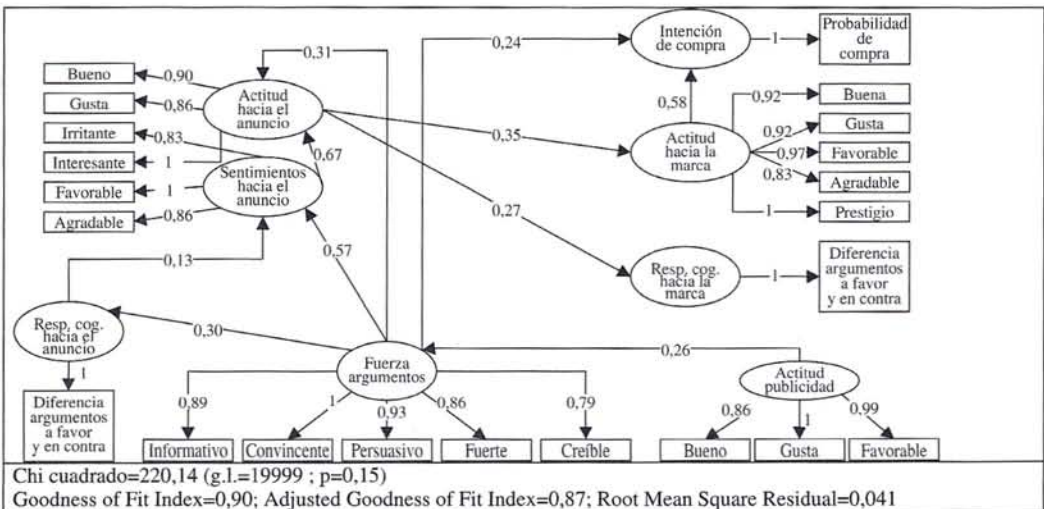 0,31
0,24
Intención
de compra
1
Probabilidad
de
compra
Bueno
0,90
Gusta
0,86
Actitud
hacia el
anuncio
Irritante
0,83
Interesante
1
0,67
Sentimientos
hacia el
anuncio
Favorable
1
Agradable
0,86
0,58
0,35
Actitud
hacia la
marca
0,92
Buena
0,92
Gusta
0,97
Favorable
0,83
Agradable
1
Prestigio
0,27
0,57
0,13
Resp, cog.
hacia la
marca
1
Diferencia
argumentos
a favor
y en contra
Resp, cog.
hacia el
anuncio
0,30
1
Diferencia
argumentos
a favor
y en contra
Fuerza
argumentos
0,26
Actitud
publicidad
0,89
1
0,93
0,86
0,79
Informativo
Convincente
Persuasivo
Fuerte
Creíble
0,86
1
0,99
Bueno
Gusta
Favorable
Chi cuadrado=220,14 (g.l.=19999 ; p=0,15)
Goodness of Fit Index=0,90; Adjusted Goodness of Fit Index=0,87; Root Mean Square Residual=0,041